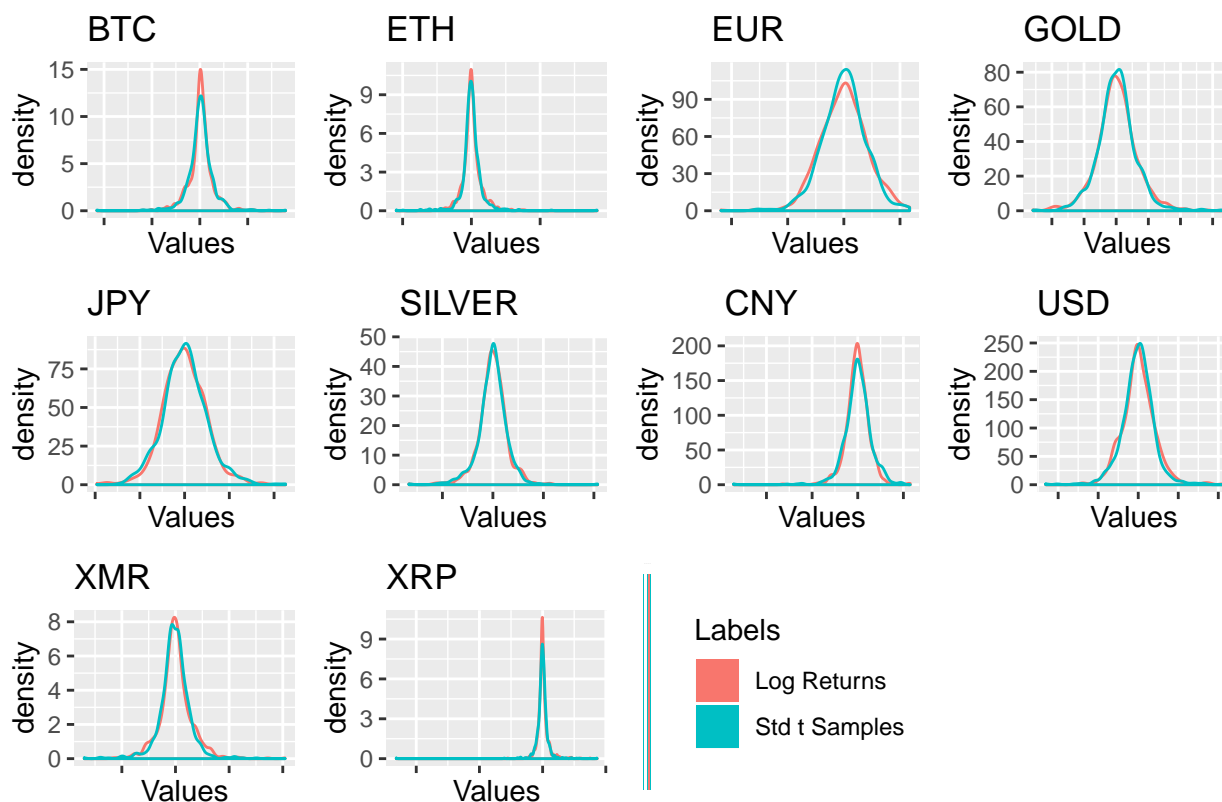 BTC
15
10
5
0
density
Values
ETH
9
6
3
0
density
Values
EUR
90
60
30
0
density
Values
GOLD
80
60
40
20
0
density
Values
JPY
75
50
25
0
density
Values
SILVER
50
40
30
20
10
0
density
Values
CNY
200
150
100
50
0
density
Values
USD
250
200
150
100
50
0
density
Values
XMR
8
6
4
2
0
density
Values
XRP
9
6
3
0
density
Values
Labels
Log Returns
Std t Samples